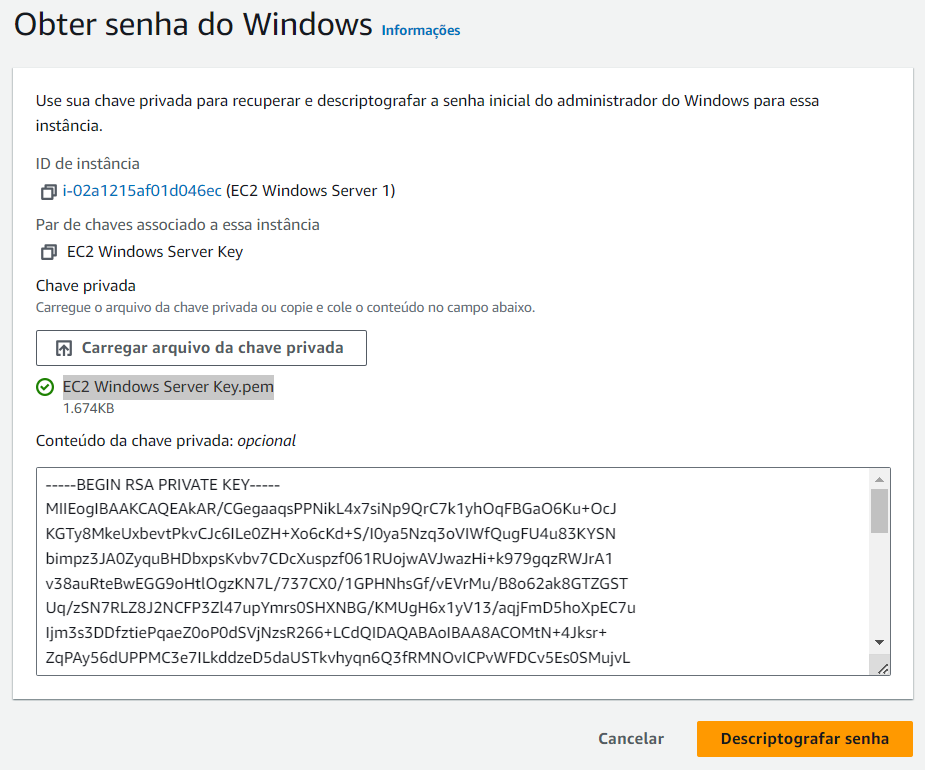 Obter senha do Windows Informações
Use sua chave privada para recuperar e descriptografar a senha inicial do administrador do Windows para essa
instância.
ID de instância
i-02a1215af01d046ec (EC2 Windows Server 1)
Par de chaves associado a essa instância
EC2 Windows Server Key
Chave privada
Carregue o arquivo da chave privada ou copie e cole o conteúdo no campo abaixo.
Carregar arquivo da chave privada
EC2 Windows Server Key.pem
1.674KB
Conteúdo da chave privada: opcional
-----BEGIN RSA PRIVATE KEY-----
MIIEogIBAAKCAQEAkAR/CGegaaqsPPNikL4x7siNp9QrC7k1yhOqFBGaO6Ku+OcJ
KGTy8MkeUxbevtPkvCJc6ILe0ZH+Xo6cKd+S/I0ya5Nzq3oVIWfQugFU4u83KYSN
bimpz3JA0ZyquBHDbxpsKvbv7CDcXuspzf061RUojwAVJwazHi+k979gqzRWJrA1
v38auRteBwEGG9oHtlOgzKN7L/737CX0/1GPHNhsGf/vEVrMu/B8o62ak8GTZGST
Uq/zSN7RLZ8J2NCFP3Zl47upYmrs0SHXNBG/KMUgH6x1yV13/aqjFmD5hoXpEC7u
Ijm3s3DDfztiePqaeZ0oP0dSVjNzsR266+LCdQIDAQABAoIBAA8ACOMtN+4Jksr+
ZqPAy56dUPPMC3e7ILkddzeD5daUSTkvhyqn6Q3fRMNOvICPvWFDCv5Es0SMujvL
Cancelar
Descriptografar senha